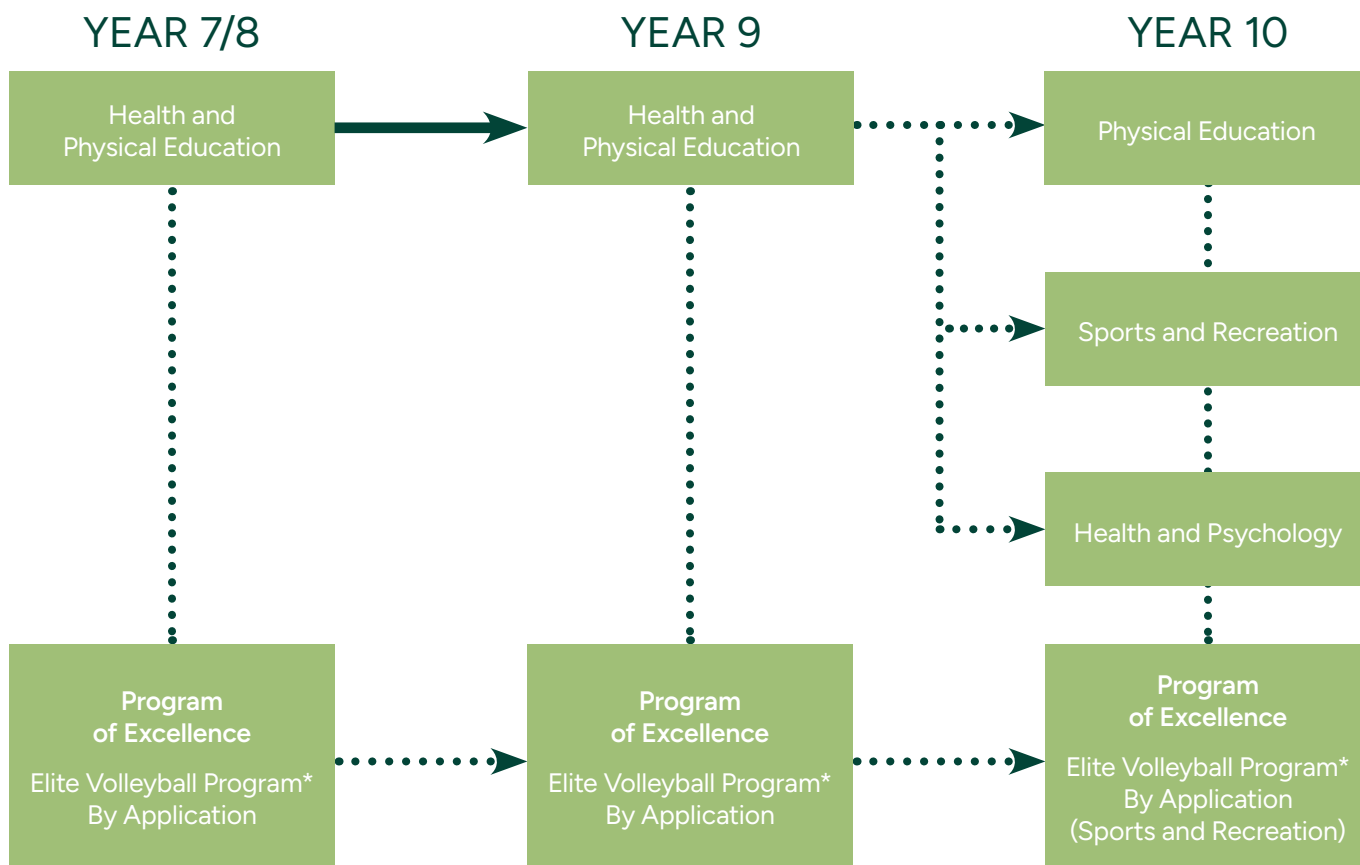 YEAR 7/8
YEAR 9
YEAR 10
Health and
Physical Education
Health and
Physical Education
Physical Education
Sports and Recreation
Health and Psychology
Program
of Excellence
Elite Volleyball Program*
By Application
Program
of Excellence
Elite Volleyball Program*
By Application
Program
of Excellence
Elite Volleyball Program*
By Application
(Sports and Recreation)